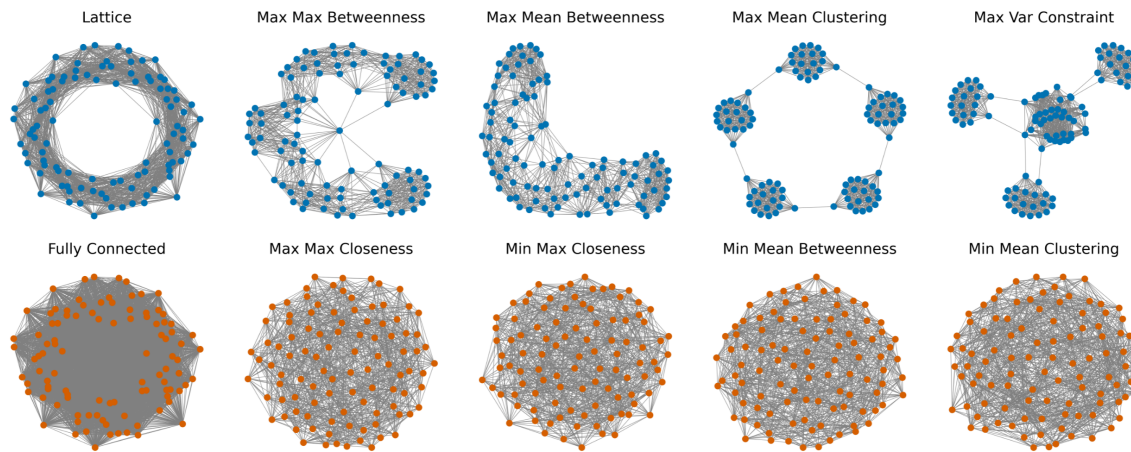 Lattice
Max Max Betweenness
Max Mean Betweenness
Max Mean Clustering
Max Var Constraint
Fully Connected
Max Max Closeness
Min Max Closeness
Min Mean Betweenness
Min Mean Clustering